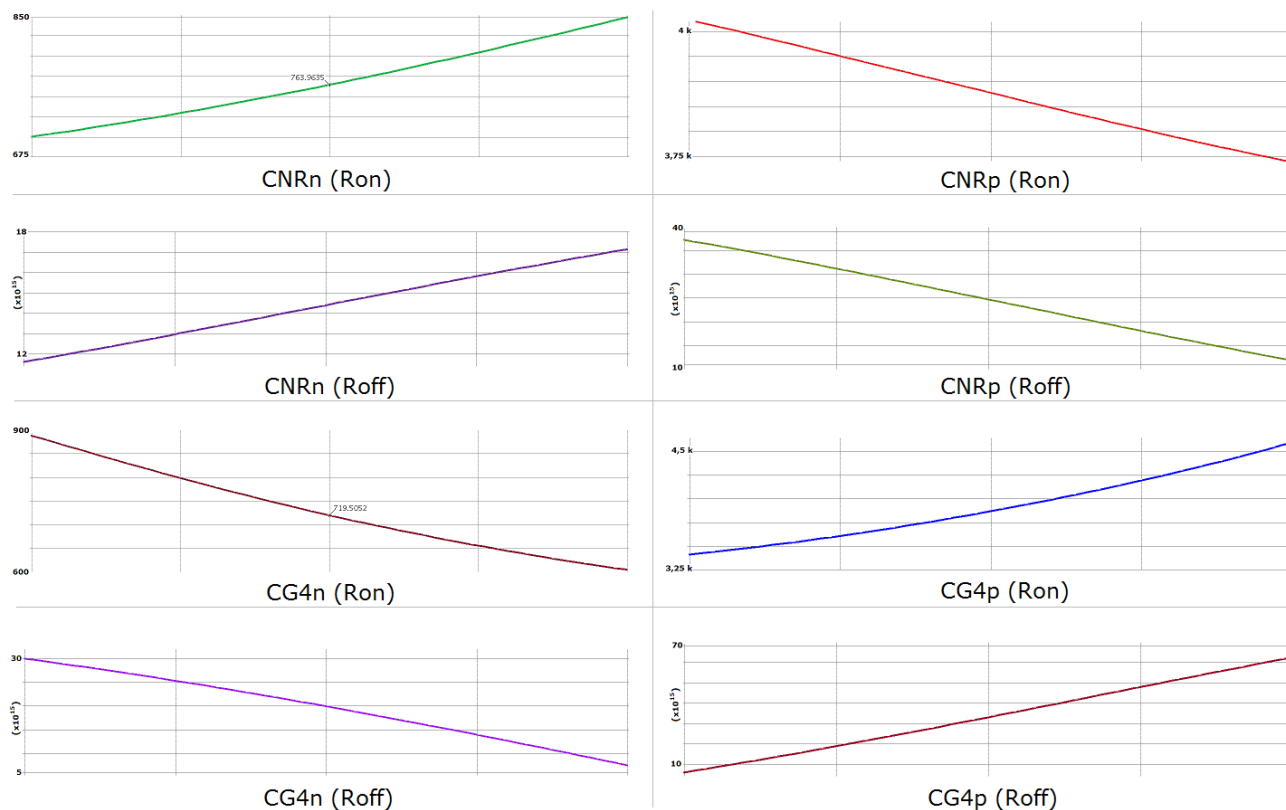 850
763.9635
675
CNRn (Ron)
4 k
3,75 k
CNRp (Ron)
18
(x10¹⁵)
12
CNRn (Roff)
40
(x10¹⁵)
10
CNRp (Roff)
900
719.5052
600
CG4n (Ron)
4,5 k
3,25 k
CG4p (Ron)
30
(x10¹⁵)
5
CG4n (Roff)
70
(x10¹⁵)
10
CG4p (Roff)